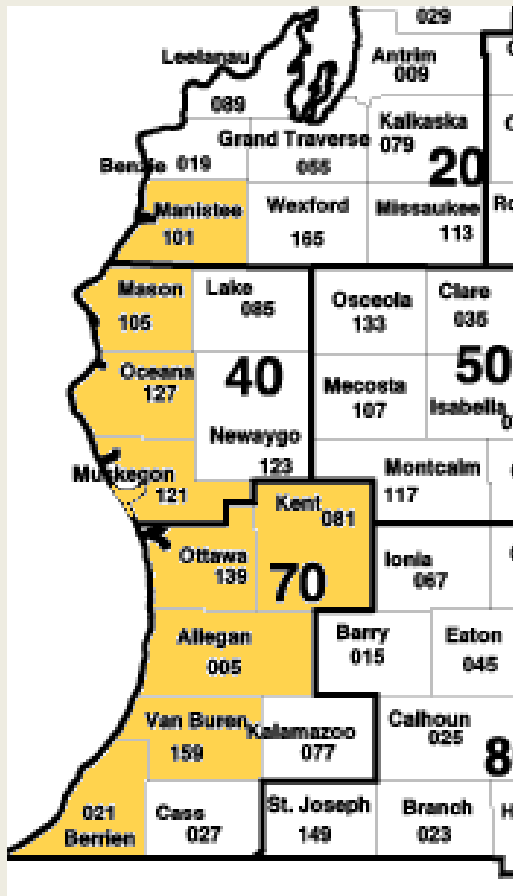 029
Leelanau
Antrim
009
089
Kalkaska
079
Grand Traverse
055
20
Benzie 019
Manistee
101
Wexford
165
Missaukee
113
Mason
105
Lake
085
Osceola
133
Clare
035
Oceana
127
40
Mecosta
107
50
Isabella
Newaygo
123
Muskegon
121
Montcalm
117
Kent
081
Ottawa
139
70
Ionia
067
Allegan
005
Barry
015
Eaton
045
Van Buren
159
Kalamazoo
077
Calhoun
025
8
021
Berrien
Cass
027
St. Joseph
149
Branch
023